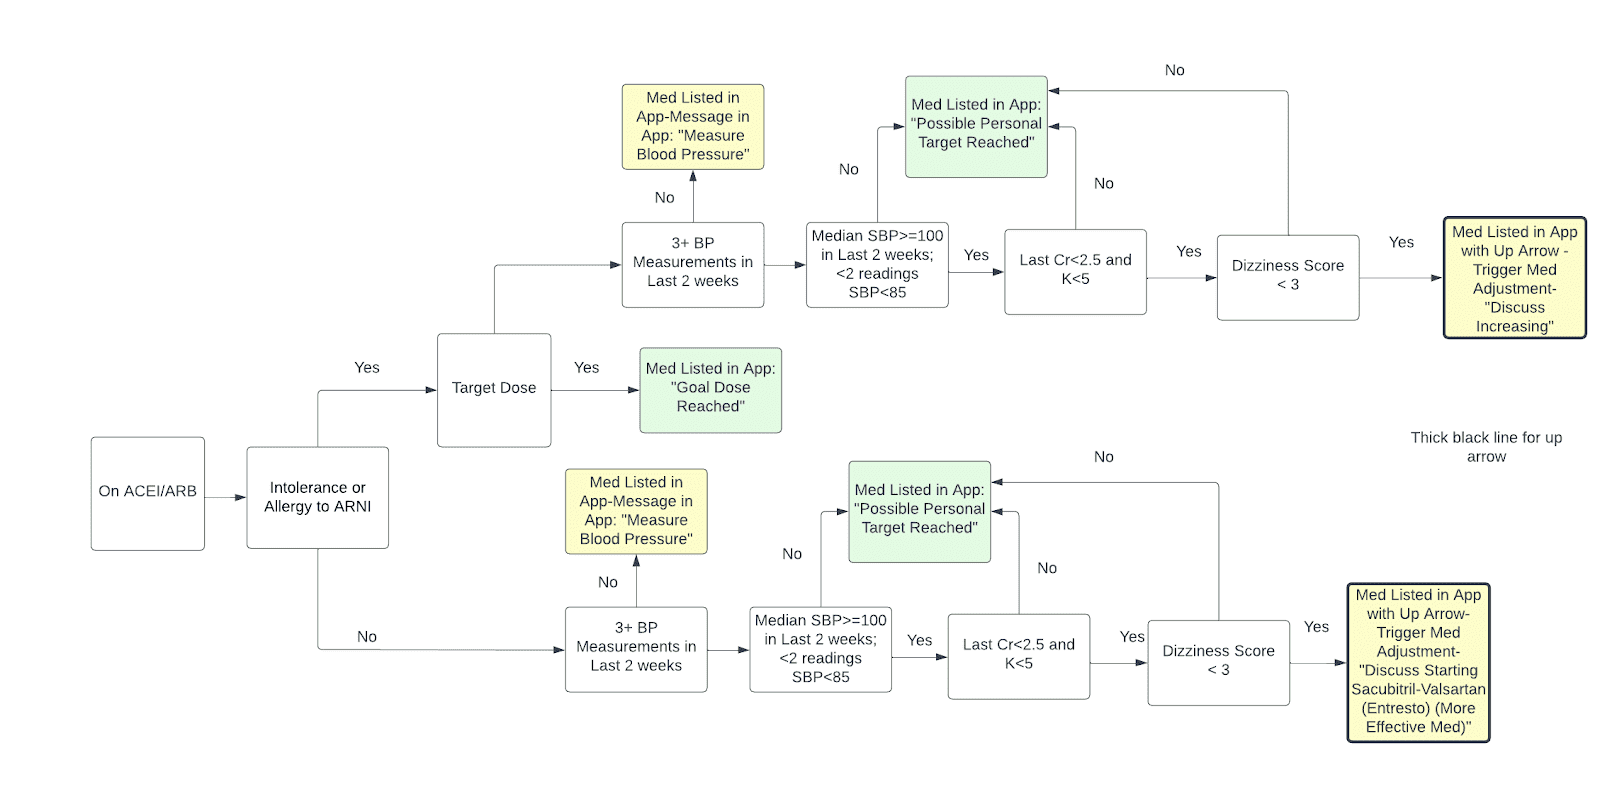 No
Med Listed in
App-Message in
App: "Measure
Blood Pressure"
Med Listed in App:
"Possible Personal
Target Reached"
No
No
No
3+ BP
Measurements in
Last 2 weeks
Median SBP>=100
in Last 2 weeks;
<2 readings
SBP<85
Yes
Last Cr<2.5 and
K<5
Yes
Dizziness Score
< 3
Yes
Med Listed in App
with Up Arrow -
Trigger Med
Adjustment-
"Discuss
Increasing"
Yes
Target Dose
Yes
Med Listed in App:
"Goal Dose
Reached"
Thick black line for up
arrow
On ACEI/ARB
Intolerance or
Allergy to ARNI
Med Listed in
App-Message in
App: "Measure
Blood Pressure"
Med Listed in App:
"Possible Personal
Target Reached"
No
No
No
No
No
3+ BP
Measurements in
Last 2 weeks
Median SBP>=100
in Last 2 weeks;
<2 readings
SBP<85
Yes
Last Cr<2.5 and
K<5
Yes
Dizziness Score
< 3
Yes
Med Listed in App
with Up Arrow-
Trigger Med
Adjustment-
"Discuss Starting
Sacubitril-Valsartan
(Entresto) (More
Effective Med)"